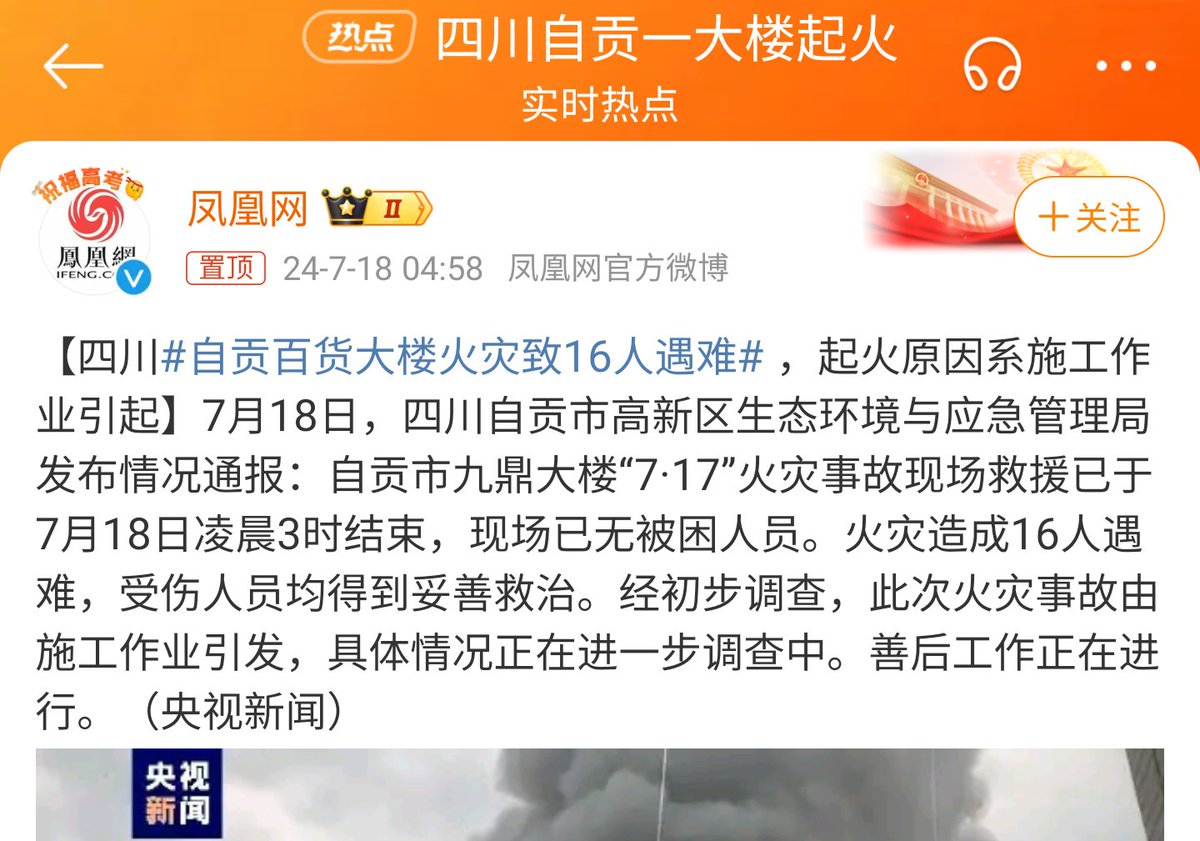 热点 四川自贡一大楼起火
实时热点
祝福高考
鳳凰網
IFENG.C
凤凰网 II
+关注
置顶 24-7-18 04:58 凤凰网官方微博
【四川#自贡百货大楼火灾致16人遇难#，起火原因系施工作
业引起】7月18日，四川自贡市高新区生态环境与应急管理局
发布情况通报：自贡市九鼎大楼“7·17”火灾事故现场救援已于
7月18日凌晨3时结束，现场已无被困人员。火灾造成16人遇
难，受伤人员均得到妥善救治。经初步调查，此次火灾事故由
施工作业引发，具体情况正在进一步调查中。善后工作正在进
行。（央视新闻）
央视
新闻